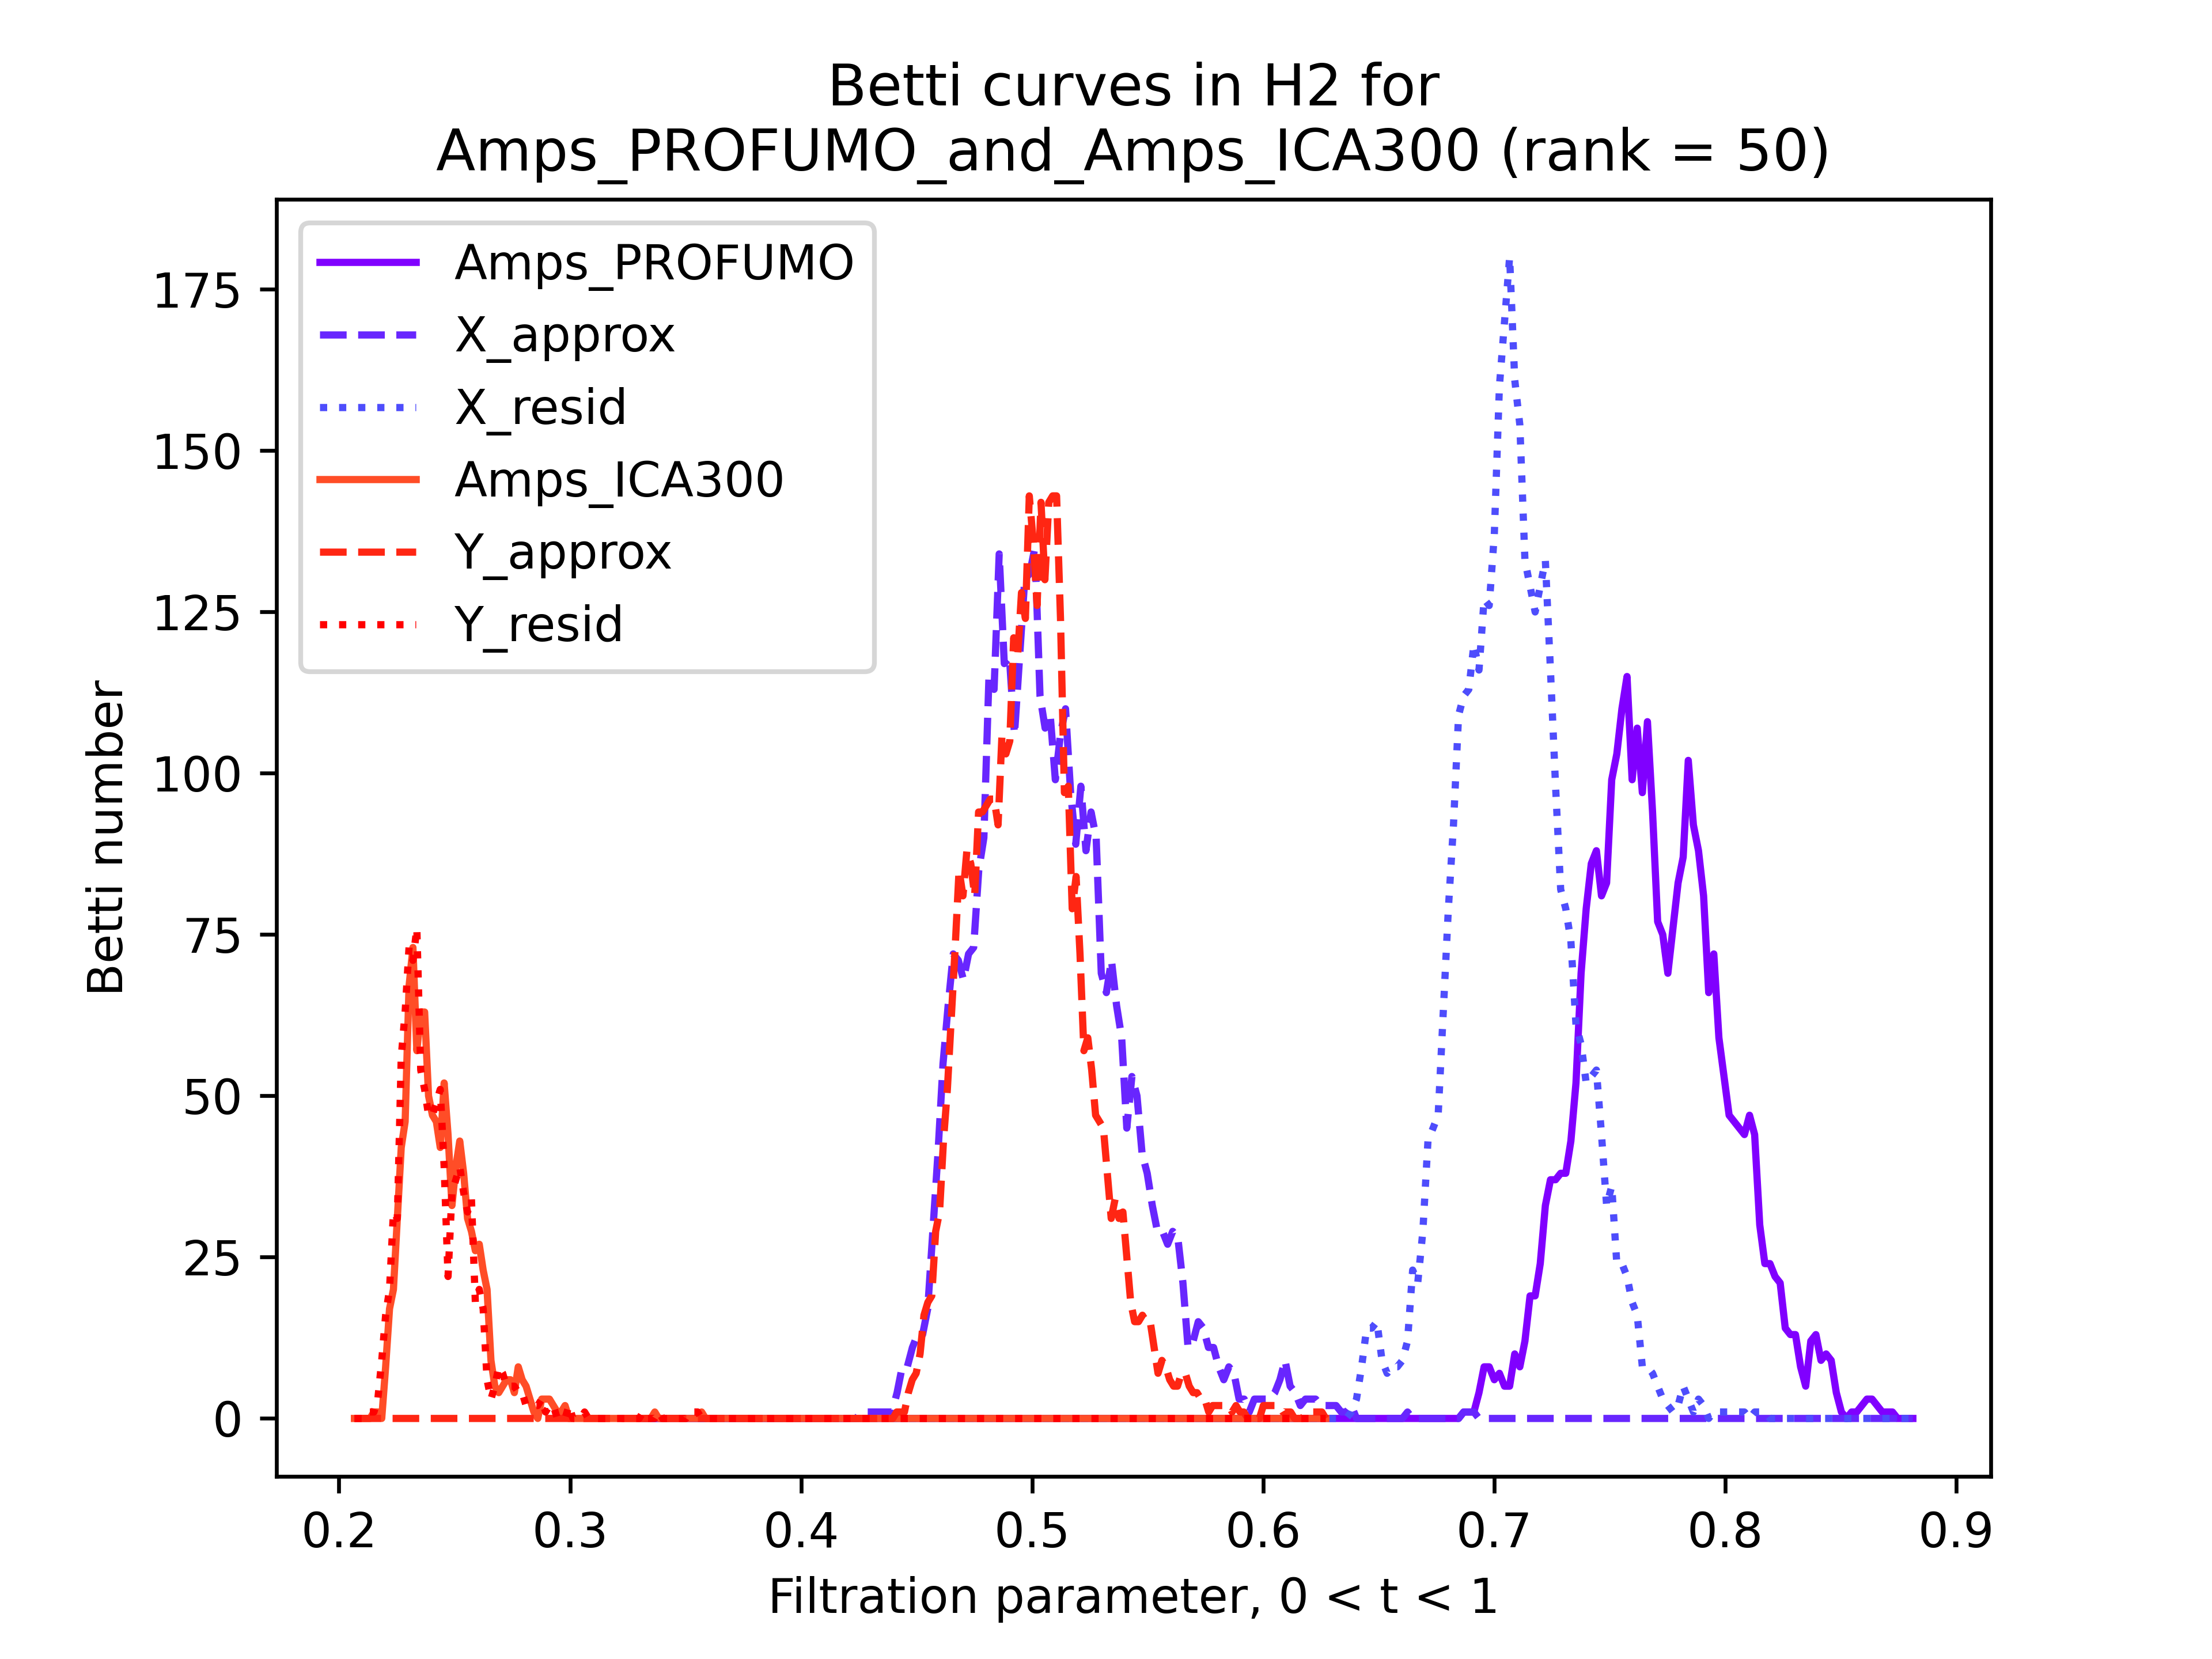 Betti curves in H2 for
Amps_PROFUMO_and_Amps_ICA300 (rank = 50)
Amps_PROFUMO
X_approx
X_resid
Amps_ICA300
Y_approx
Y_resid
Betti number
175
150
125
100
75
50
25
0
0.2 0.3 0.4 0.5 0.6 0.7 0.8 0.9
Filtration parameter, 0 < t < 1